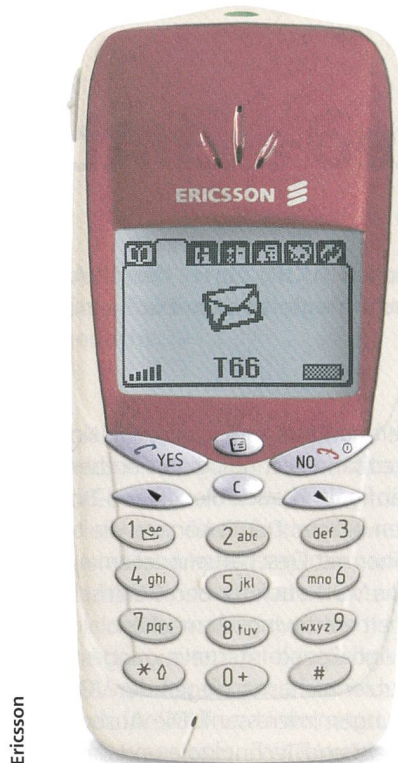 ERICSSON
T66
YES
NO
C
1
2 abc
def 3
4 ghi
5 jkl
mno 6
7 pqrs
8 tuv
wxyz 9
*
0 +
#
Ericsson